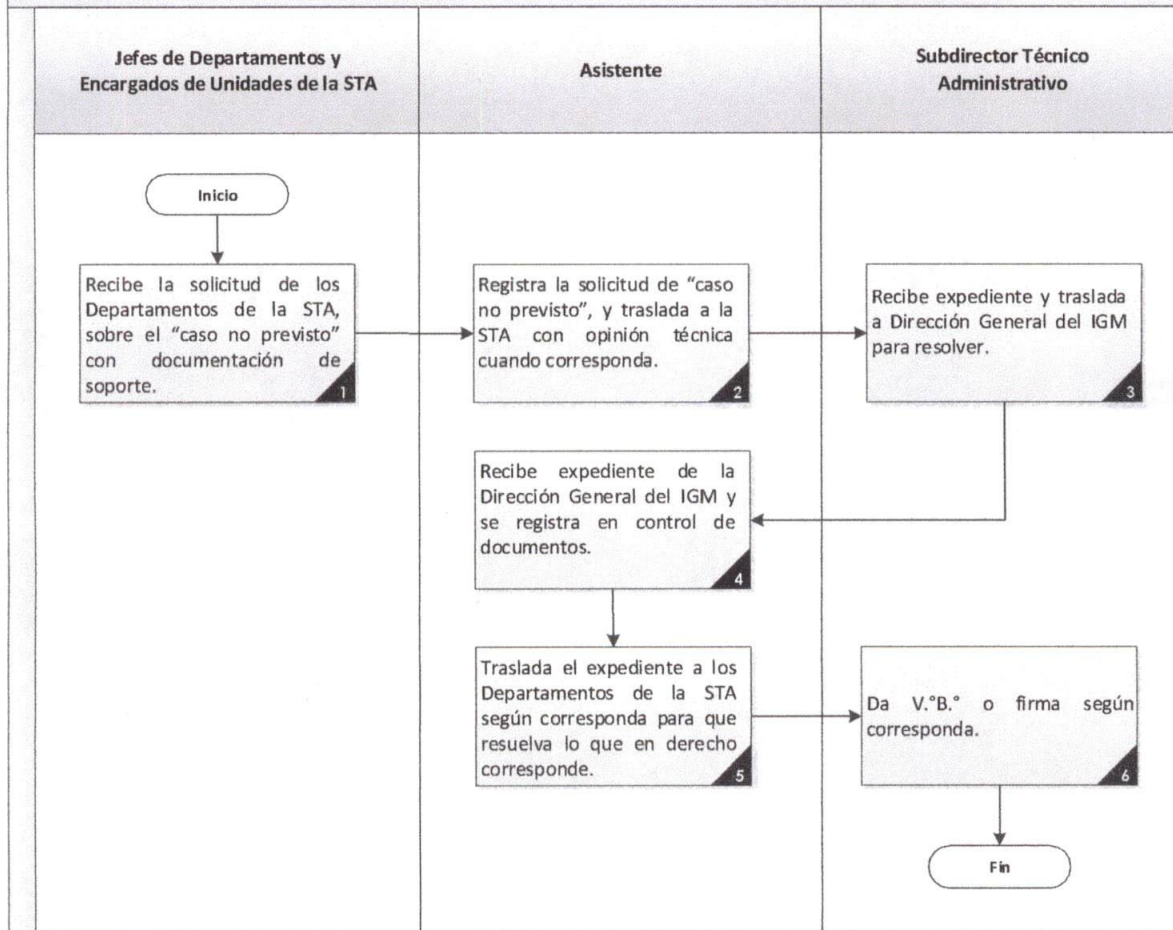 Jefes de Departamentos y
Encargados de Unidades de la STA
Asistente
Subdirector Técnico
Administrativo
Inicio
Recibe la solicitud de los
Departamentos de la STA,
sobre el “caso no previsto”
con documentación de
soporte.
1
Registra la solicitud de “caso
no previsto”, y traslada a la
STA con opinión técnica
cuando corresponda.
2
Recibe expediente y traslada
a Dirección General del IGM
para resolver.
3
Recibe expediente de la
Dirección General del IGM y
se registra en control de
documentos.
4
Traslada el expediente a los
Departamentos de la STA
según corresponda para que
resuelva lo que en derecho
corresponde.
5
Da V.°B.° o firma según
corresponda.
6
Fin